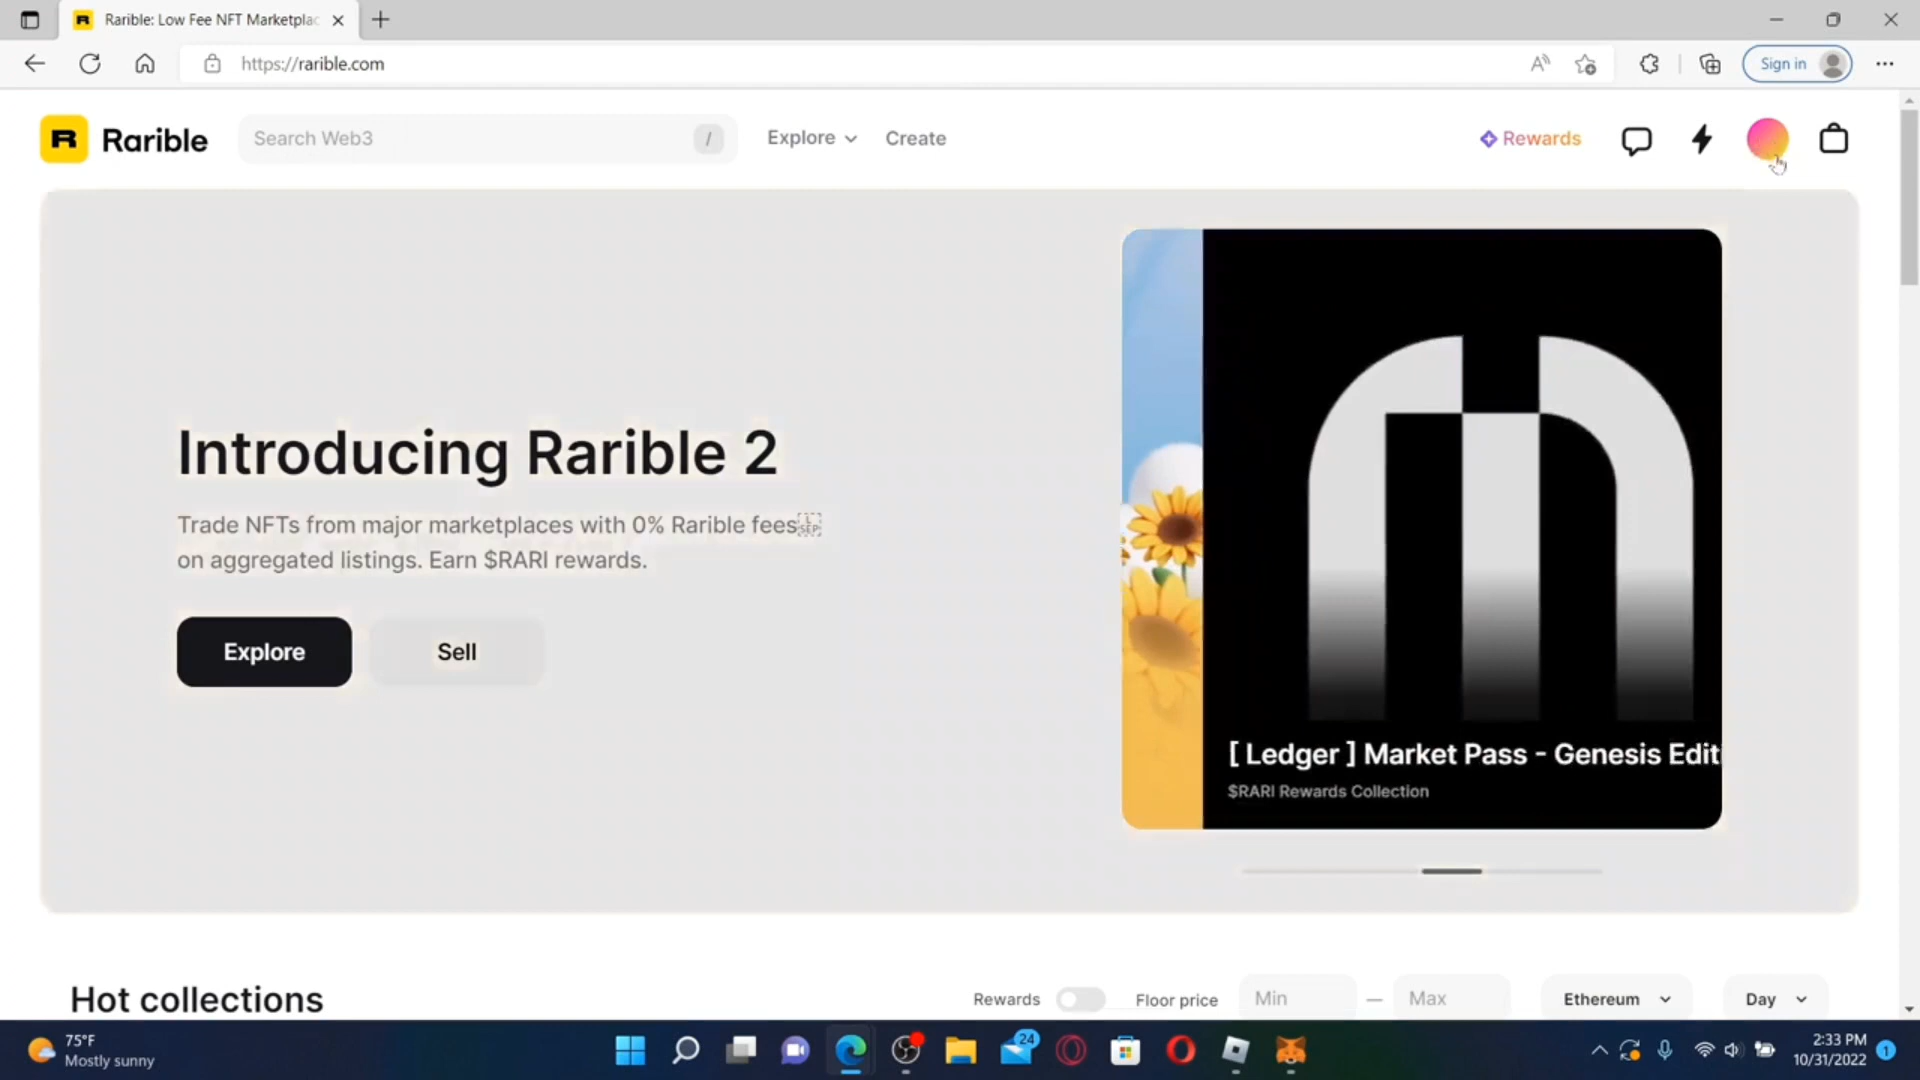 Rarible: Low Fee NFT Marketplac
https://rarible.com
Sign in
R Rarible
Search Web3 /
Explore
Create
Rewards
Introducing Rarible 2
Trade NFTs from major marketplaces with 0% Rarible fees
on aggregated listings. Earn $RARI rewards.
Explore
Sell
[ Ledger ] Market Pass - Genesis Edit
$RARI Rewards Collection
Hot collections
Rewards
Floor price
Min — Max
Ethereum
Day
75°F
Mostly sunny
24
2:33 PM
10/31/2022
1